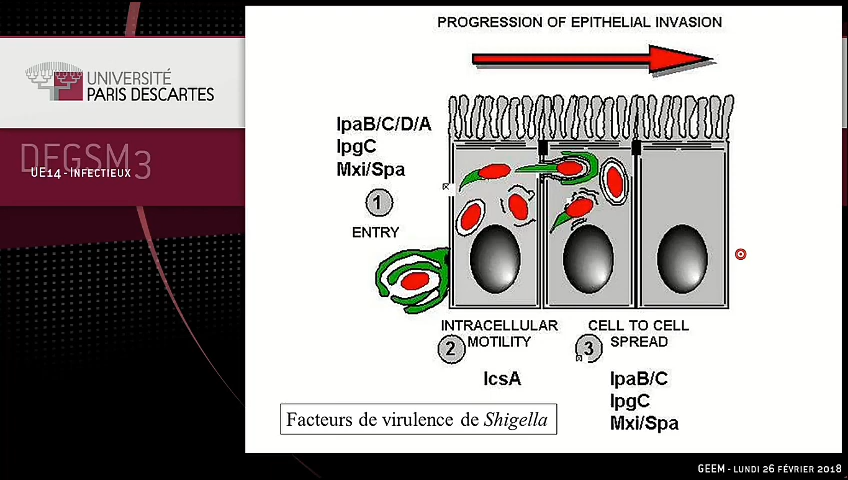 PROGRESSION OF EPITHELIAL INVASION
UNIVERSITÉ
PARIS DESCARTES
DFGSM3
UE14 - Infectieux
IpaB/C/D/A
IpgC
Mxi/Spa
1
ENTRY
INTRACELLULAR
2 MOTILITY
CELL TO CELL
3 SPREAD
IcsA
IpaB/C
IpgC
Mxi/Spa
Facteurs de virulence de Shigella
GEEM - LUNDI 26 FÉVRIER 2018